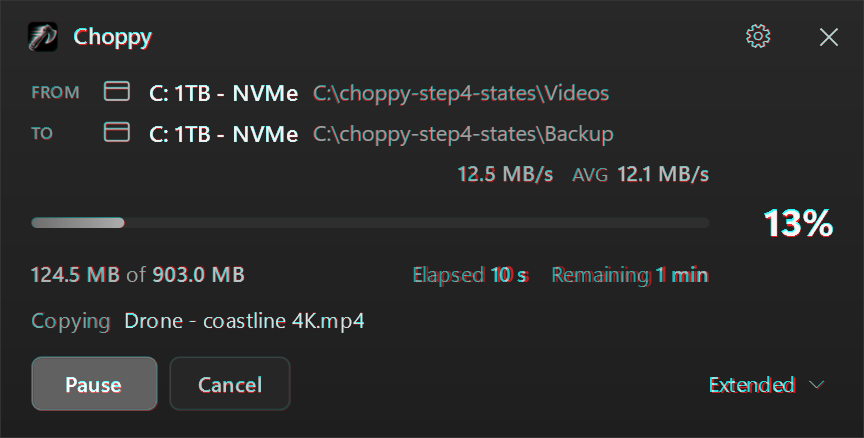 Choppy
FROM C: 1TB - NVMe C:\choppy-step4-states\Videos
TO C: 1TB - NVMe C:\choppy-step4-states\Backup
12.5 MB/s AVG 12.1 MB/s
13%
124.5 MB of 903.0 MB Elapsed 10 s Remaining 1 min
Copying Drone - coastline 4K.mp4
Pause Cancel Extended